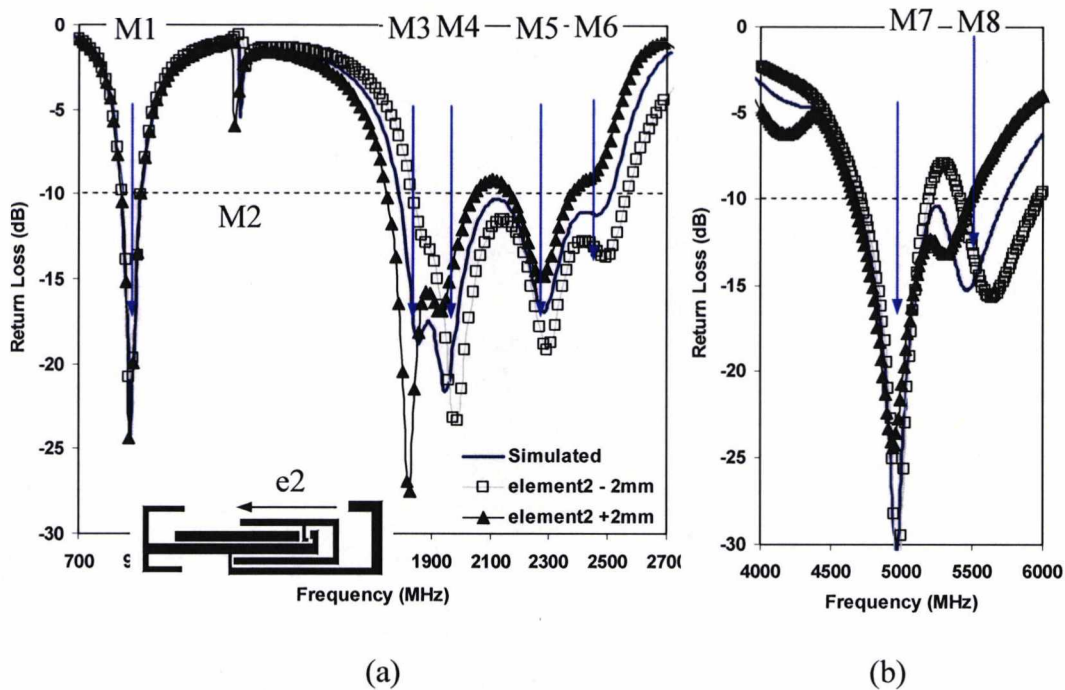 M1
M3 M4 M5 M6
M7 M8
0
-5
-10
-15
-20
-25
-30
Return Loss (dB)
M2
Simulated
element2 - 2mm
element2 +2mm
e2
700 9 1900 2100 2300 2500 2700
Frequency (MHz)
(a)
0
-5
-10
-15
-20
-25
-30
Return Loss (dB)
4000 4500 5000 5500 6000
Frequency (MHz)
(b)